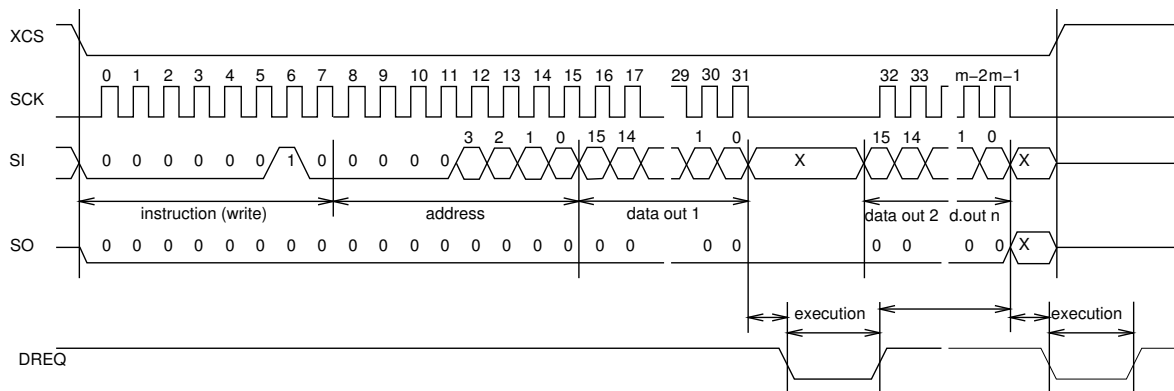 XCS
0 1 2 3 4 5 6 7 8 9 10 11 12 13 14 15 16 17 29 30 31 32 33 m−2 m−1
SCK
3 2 1 0 15 14 1 0 15 14 1 0
SI 0 0 0 0 0 0 1 0 0 0 0 0 X X
instruction (write) address data out 1 data out 2 d.out n
SO 0 0 0 0 0 0 0 0 0 0 0 0 0 0 0 0 0 0 0 0 0 0 0 0 X
execution execution
DREQ